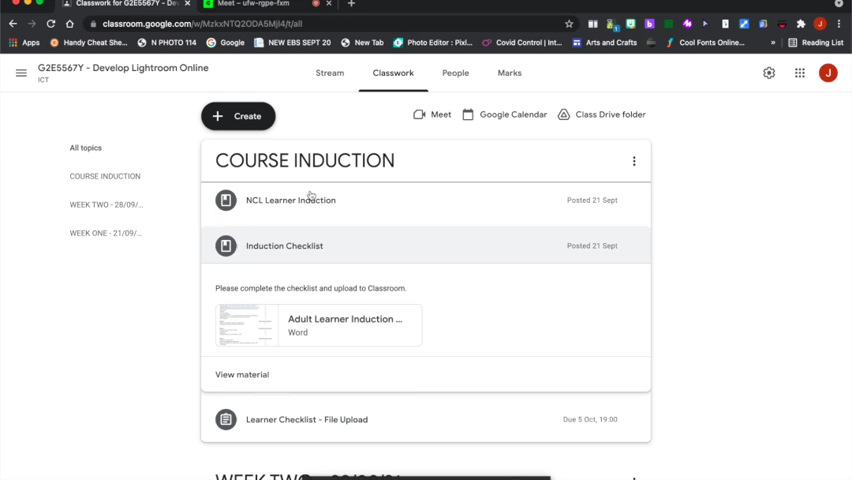 Classwork for G2E5567Y - De
Meet – ufw-rgpe-fxm
classroom.google.com/w/MzkxNTQ2ODA5MjI4/t/all
Apps
Handy Cheat She...
N PHOTO 114
Google
NEW EBS SEPT 20
New Tab
Photo Editor : Pixl...
Covid Control | Int...
Arts and Crafts
Cool Fonts Online...
»
Reading List
G2E5567Y - Develop Lightroom Online
ICT
Stream
Classwork
People
Marks
J
+ Create
Meet
Google Calendar
Class Drive folder
All topics
COURSE INDUCTION
WEEK TWO - 28/09/...
WEEK ONE - 21/09/...
COURSE INDUCTION
NCL Learner Induction
Posted 21 Sept
Induction Checklist
Posted 21 Sept
Please complete the checklist and upload to Classroom.
Adult Learner Induction ...
Word
View material
Learner Checklist - File Upload
Due 5 Oct, 19:00
WEEK TWO